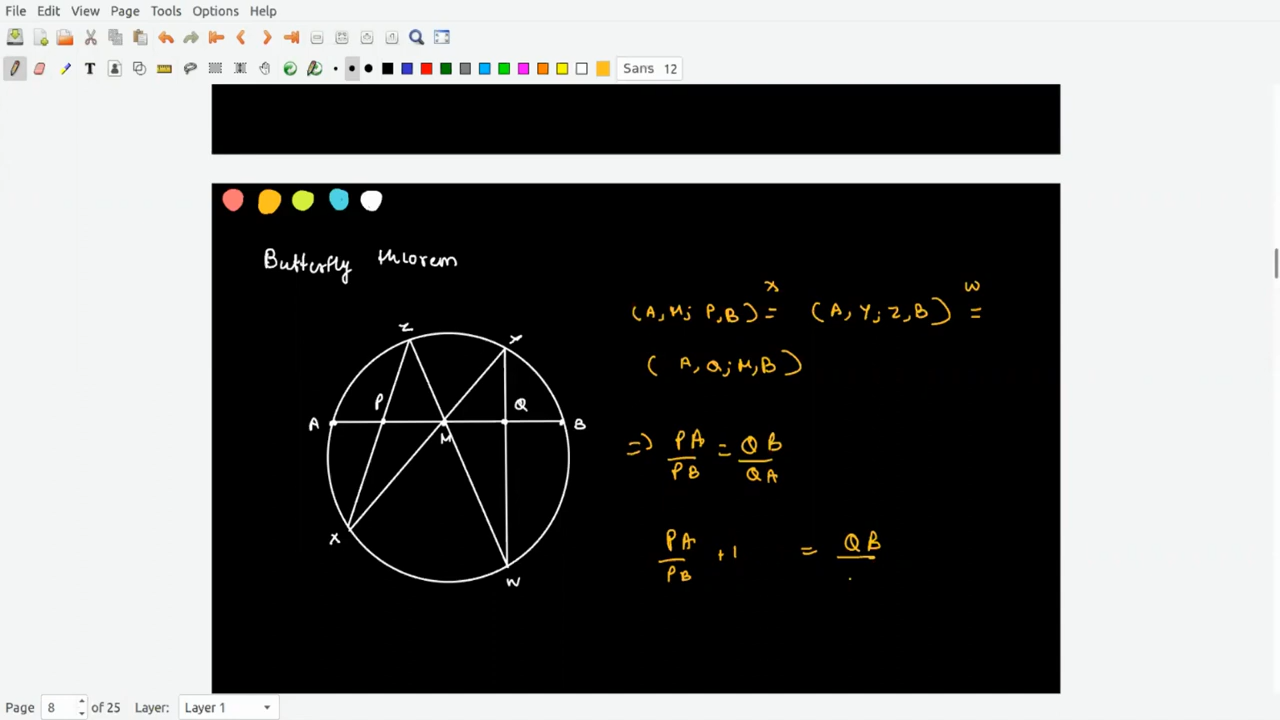 File Edit View Page Tools Options Help
Sans 12
Butterfly thlorem
(A,M; P,B) = (A,Y; Z,B) =
X W
(A,Q;M,B)
=> PA/PB = QB/QA
PA/PB +1 = QB
Z Y
P Q
A M B
X
W
Page 8 of 25 Layer: Layer 1